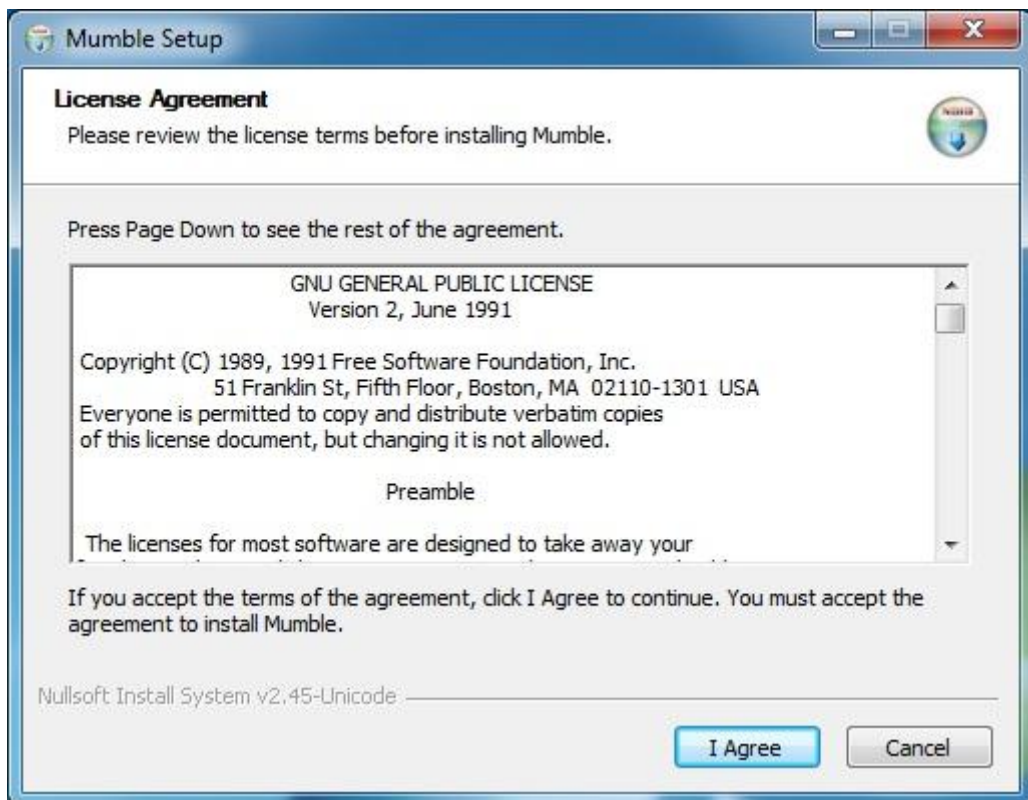 Mumble Setup
License Agreement
Please review the license terms before installing Mumble.
Press Page Down to see the rest of the agreement.
GNU GENERAL PUBLIC LICENSE
Version 2, June 1991
Copyright (C) 1989, 1991 Free Software Foundation, Inc.
51 Franklin St, Fifth Floor, Boston, MA 02110-1301 USA
Everyone is permitted to copy and distribute verbatim copies
of this license document, but changing it is not allowed.
Preamble
The licenses for most software are designed to take away your
If you accept the terms of the agreement, click I Agree to continue. You must accept the
agreement to install Mumble.
Nullsoft Install System v2.45-Unicode
I Agree
Cancel